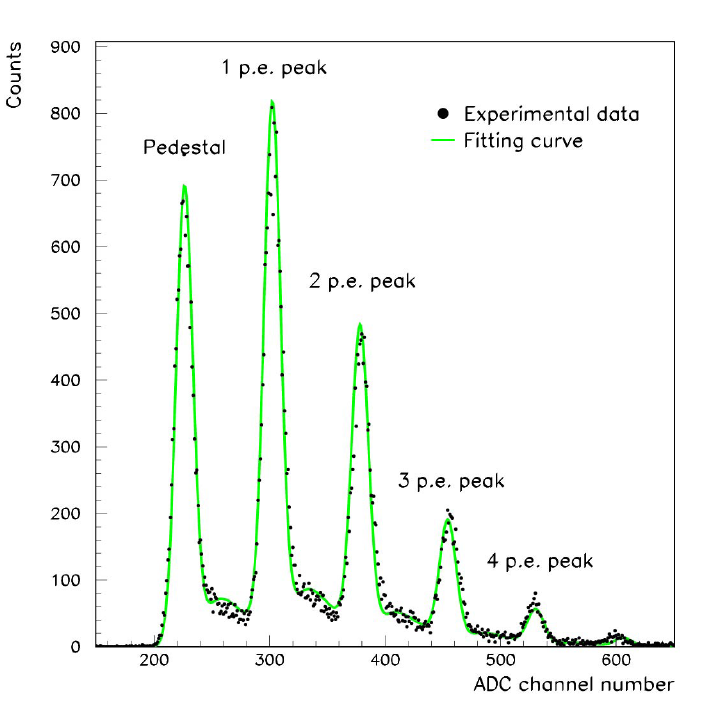 Counts
900
800
700
600
500
400
300
200
100
0
1 p.e. peak
Pedestal
Experimental data
Fitting curve
2 p.e. peak
3 p.e. peak
4 p.e. peak
200 300 400 500 600
ADC channel number